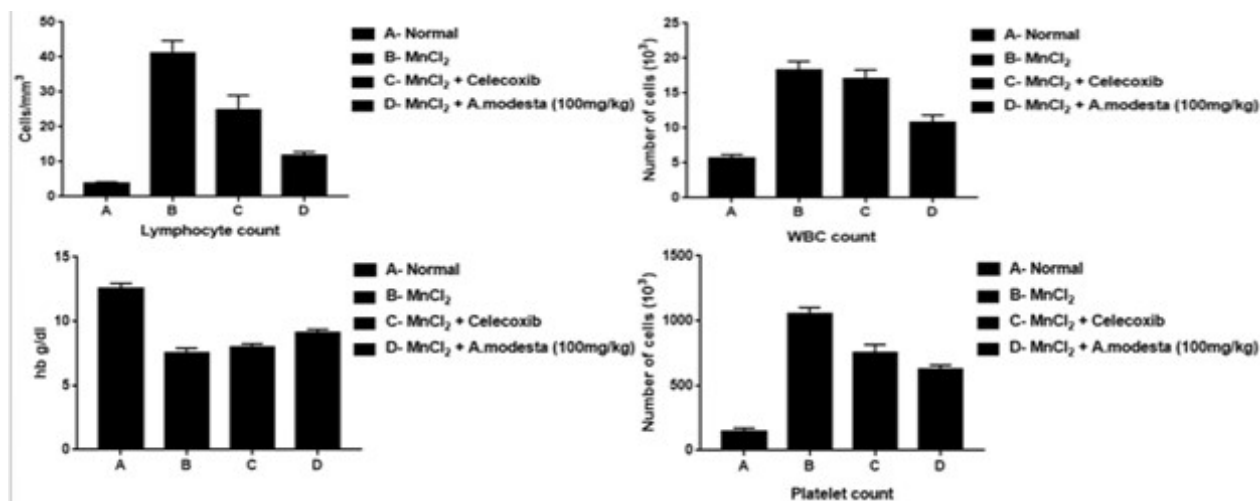 50
40
30
20
10
0
Cells/mm³
A B C D
Lymphocyte count
A- Normal
B- MnCl₂
C- MnCl₂ + Celecoxib
D- MnCl₂ + A.modesta (100mg/kg)
25
20
15
10
5
0
Number of cells (10³)
A B C D
WBC count
A- Normal
B- MnCl₂
C- MnCl₂ + Celecoxib
D- MnCl₂ + A.modesta (100mg/kg)
15
10
5
0
hb g/dl
A B C D
A- Normal
B- MnCl₂
C- MnCl₂ + Celecoxib
D- MnCl₂ + A.modesta (100mg/kg)
1500
1000
500
0
Number of cells (10³)
A B C D
Platelet count
A- Normal
B- MnCl₂
C- MnCl₂ + Celecoxib
D- MnCl₂ + A.modesta (100mg/kg)